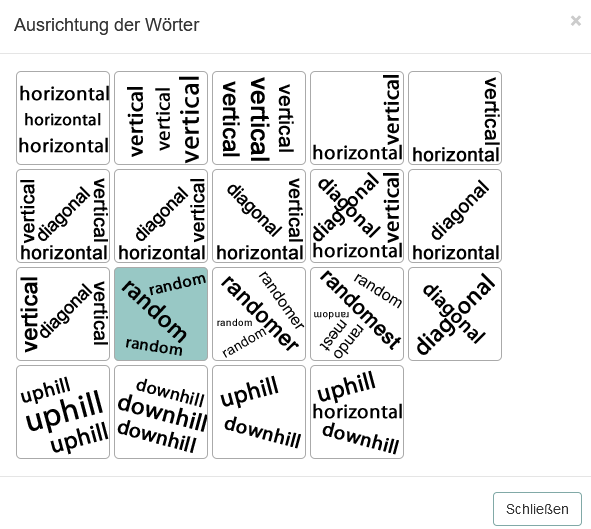 Ausrichtung der Wörter
×
horizontal
horizontal
horizontal
vertical
vertical
vertical
vertical
vertical
vertical
vertical
horizontal
vertical
horizontal
vertical
diagonal
vertical
horizontal
diagonal
vertical
horizontal
diagonal
vertical
horizontal
diagonal
diagonal
vertical
horizontal
diagonal
horizontal
vertical
diagonal
vertical
random
random
random
randomer
randomer
random
random
random
randomest
random
mest
rando
diagonal
diagonal
uphill
uphill
uphill
downhill
downhill
downhill
uphill
downhill
uphill
horizontal
downhill
Schließen